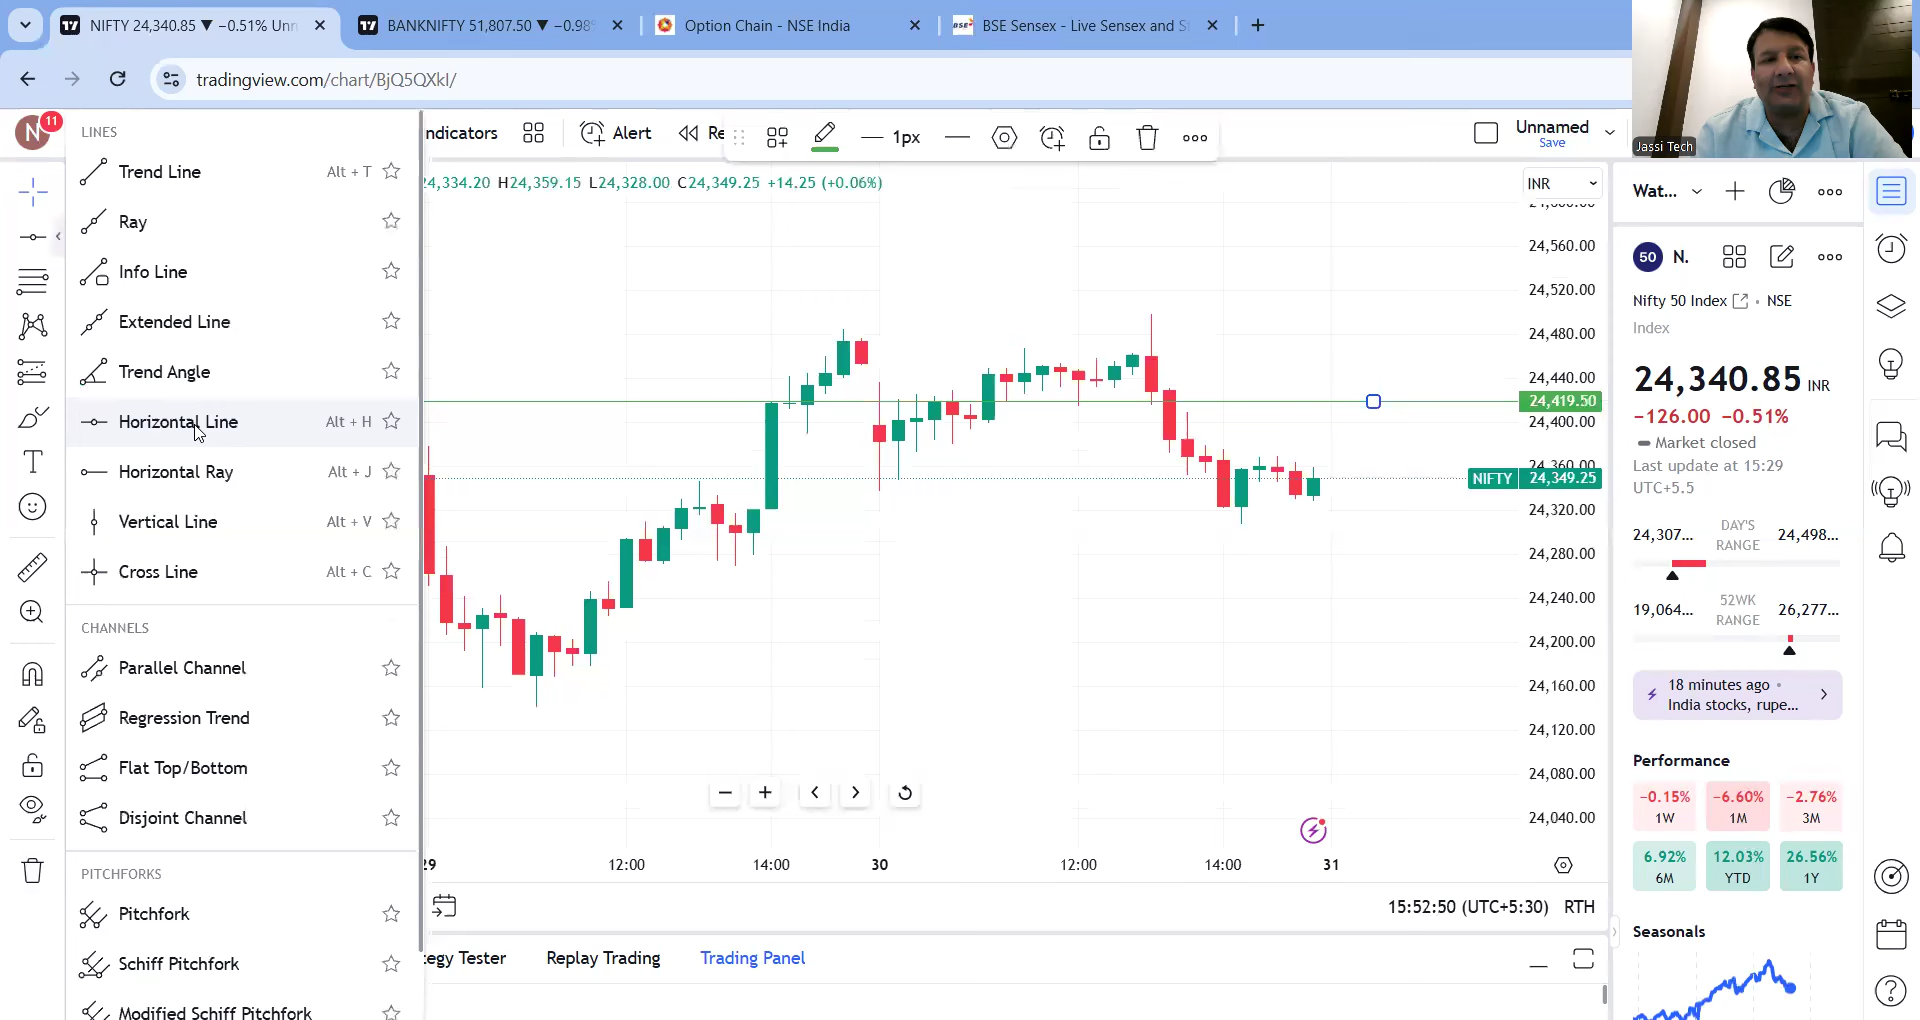 NIFTY 24,340.85 ▼ −0.51% Unn
BANKNIFTY 51,807.50 ▼ −0.98%
Option Chain - NSE India
BSE Sensex - Live Sensex and S
tradingview.com/chart/BjQ5QXkI/
Jassi Tech
N
11
LINES
Trend Line Alt + T
Ray
Info Line
Extended Line
Trend Angle
Horizontal Line Alt + H
Horizontal Ray Alt + J
Vertical Line Alt + V
Cross Line Alt + C
CHANNELS
Parallel Channel
Regression Trend
Flat Top/Bottom
Disjoint Channel
PITCHFORKS
Pitchfork
Schiff Pitchfork
Modified Schiff Pitchfork
ndicators
Alert
Re
1px
Unnamed
Save
24,334.20 H24,359.15 L24,328.00 C24,349.25 +14.25 (+0.06%)
INR
24,560.00
24,520.00
24,480.00
24,440.00
24,419.50
24,400.00
24,360.00
NIFTY 24,349.25
24,320.00
24,280.00
24,240.00
24,200.00
24,160.00
24,120.00
24,080.00
24,040.00
29 12:00 14:00 30 12:00 14:00 31
15:52:50 (UTC+5:30) RTH
tegy Tester
Replay Trading
Trading Panel
Wat...
50 N.
Nifty 50 Index • NSE
Index
24,340.85 INR
−126.00 −0.51%
Market closed
Last update at 15:29
UTC+5.5
24,307... DAY'S RANGE 24,498...
19,064... 52WK RANGE 26,277...
18 minutes ago •
India stocks, rupe...
Performance
−0.15% −6.60% −2.76%
1W 1M 3M
6.92% 12.03% 26.56%
6M YTD 1Y
Seasonals